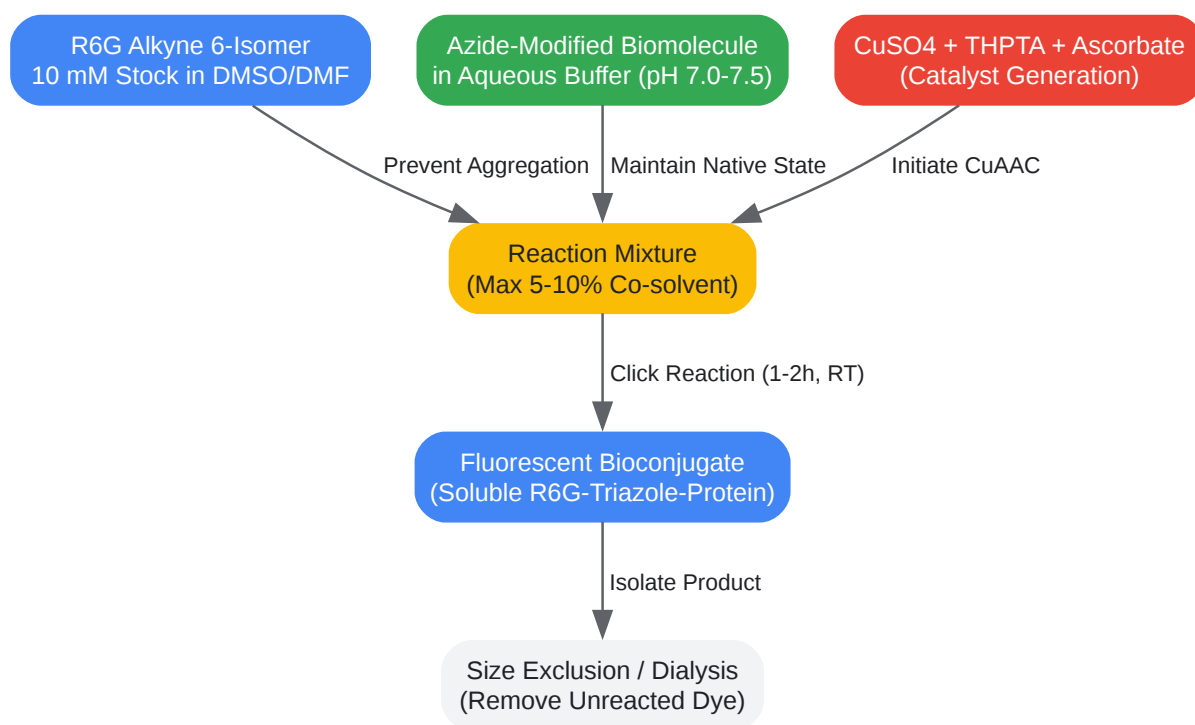 R6G Alkyne 6-Isomer
10 mM Stock in DMSO/DMF
Azide-Modified Biomolecule
in Aqueous Buffer (pH 7.0-7.5)
CuSO4 + THPTA + Ascorbate
(Catalyst Generation)
Prevent Aggregation
Maintain Native State
Initiate CuAAC
Reaction Mixture
(Max 5-10% Co-solvent)
Click Reaction (1-2h, RT)
Fluorescent Bioconjugate
(Soluble R6G-Triazole-Protein)
Isolate Product
Size Exclusion / Dialysis
(Remove Unreacted Dye)